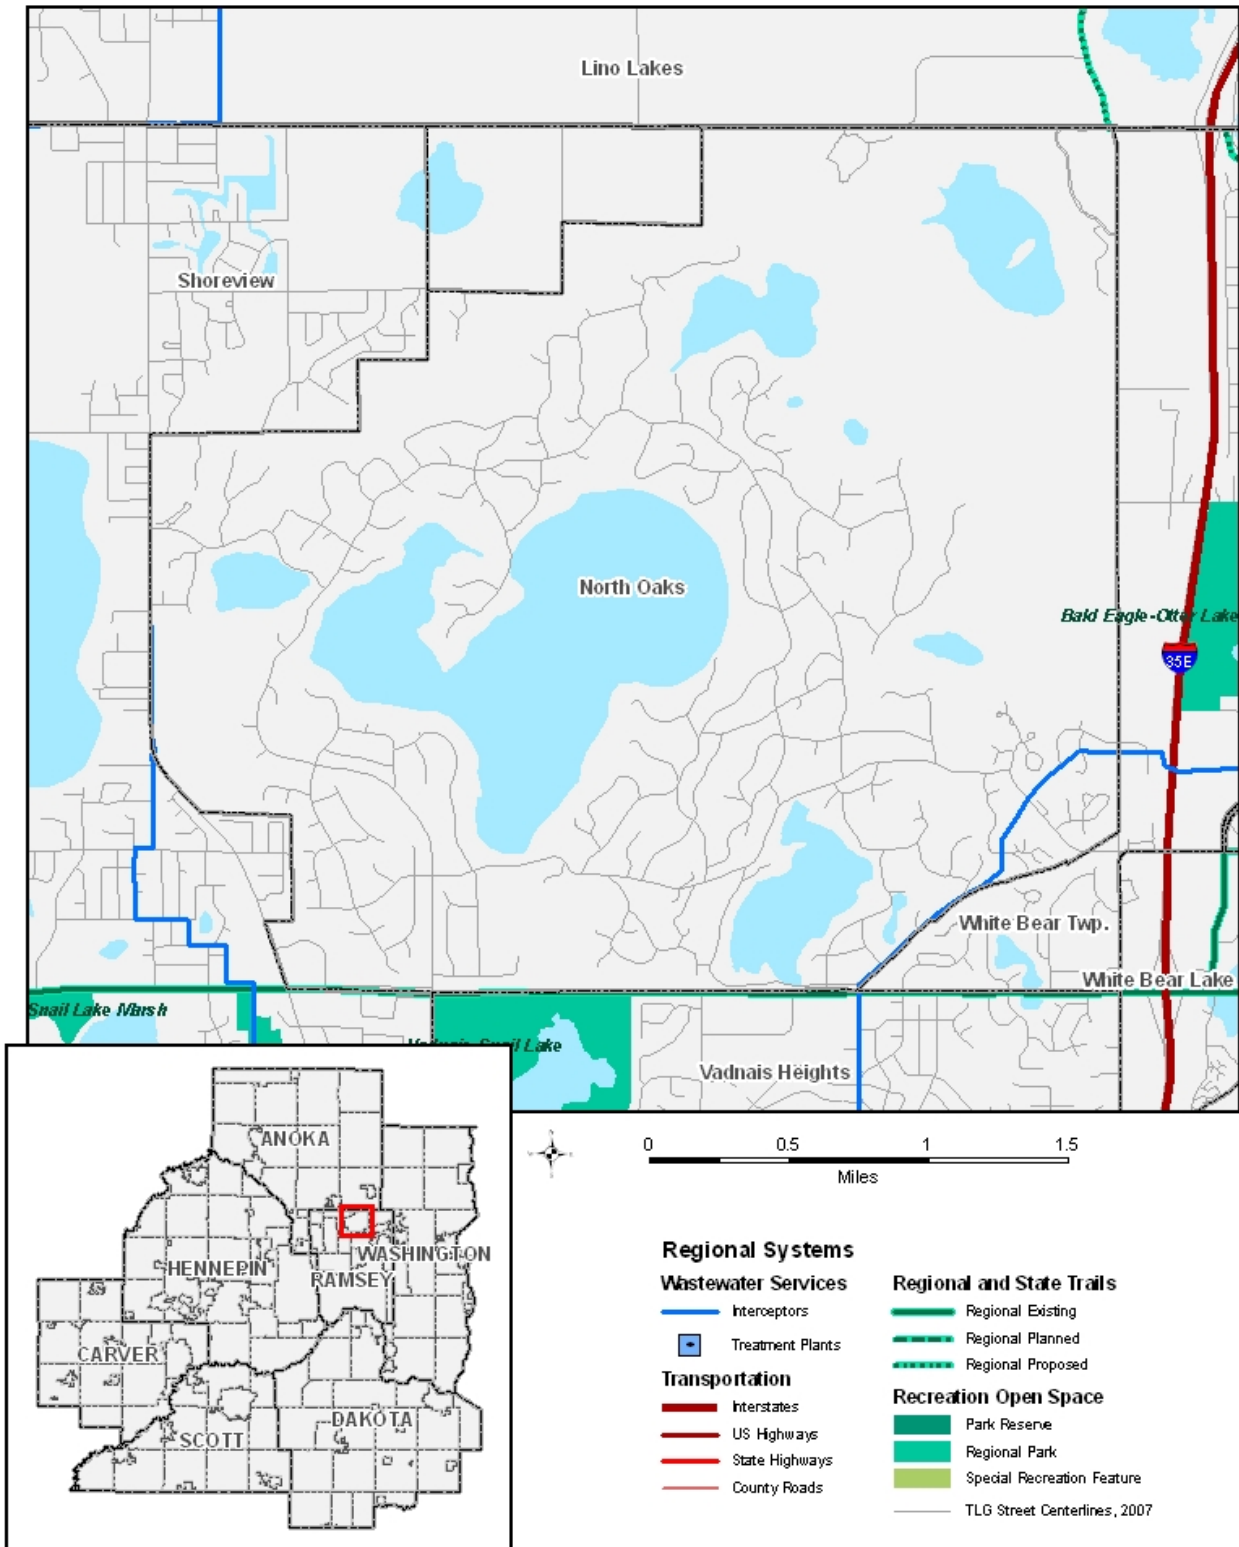 Lino Lakes
Shoreview
North Oaks
Bald Eagle-Otter Lake
35E
White Bear Twp.
White Bear Lake
Snail Lake Marsh
Vadnais-Snail Lake
Vadnais Heights
ANOKA
HENNEPIN
WASHINGTON
RAMSEY
CARVER
DAKOTA
SCOTT
0 0.5 1 1.5
Miles
Regional Systems
Wastewater Services
Interceptors
Treatment Plants
Transportation
Interstates
US Highways
State Highways
County Roads
Regional and State Trails
Regional Existing
Regional Planned
Regional Proposed
Recreation Open Space
Park Reserve
Regional Park
Special Recreation Feature
TLG Street Centerlines, 2007